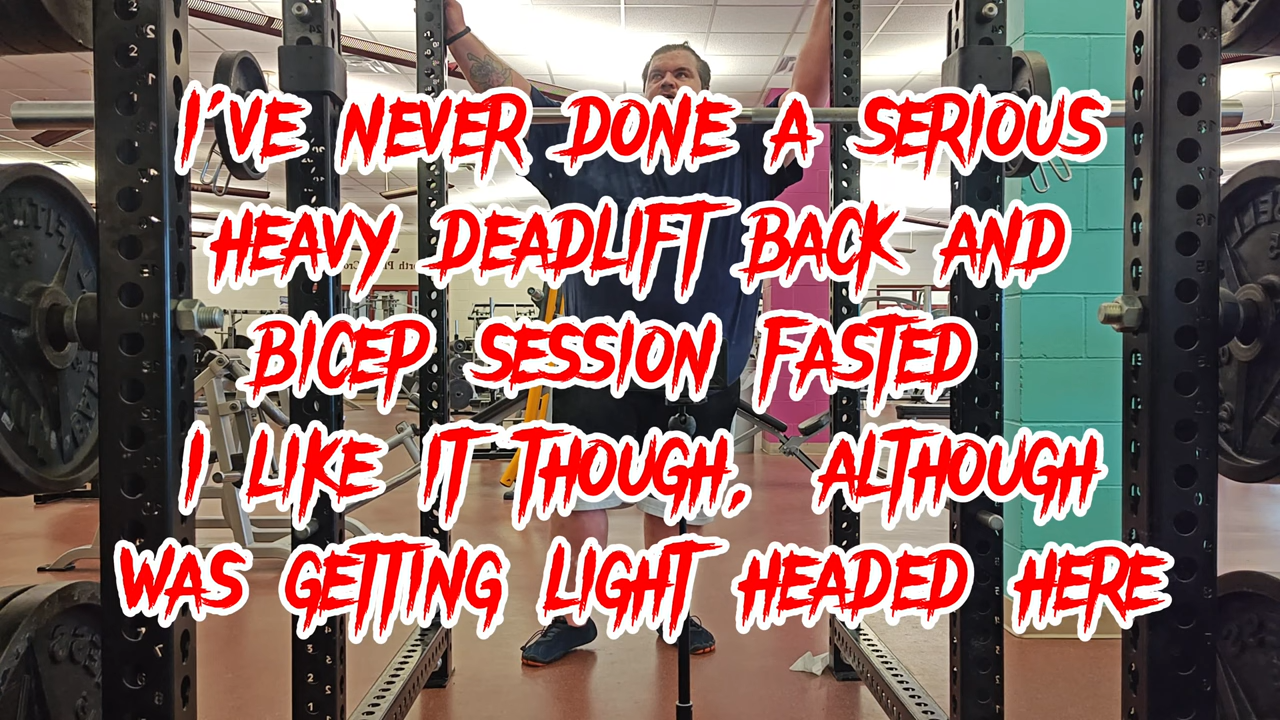 I'VE NEVER DONE A SERIOUS
HEAVY DEADLIFT BACK AND
BICEP SESSION FASTED
I LIKE IT THOUGH, ALTHOUGH
WAS GETTING LIGHT HEADED HERE